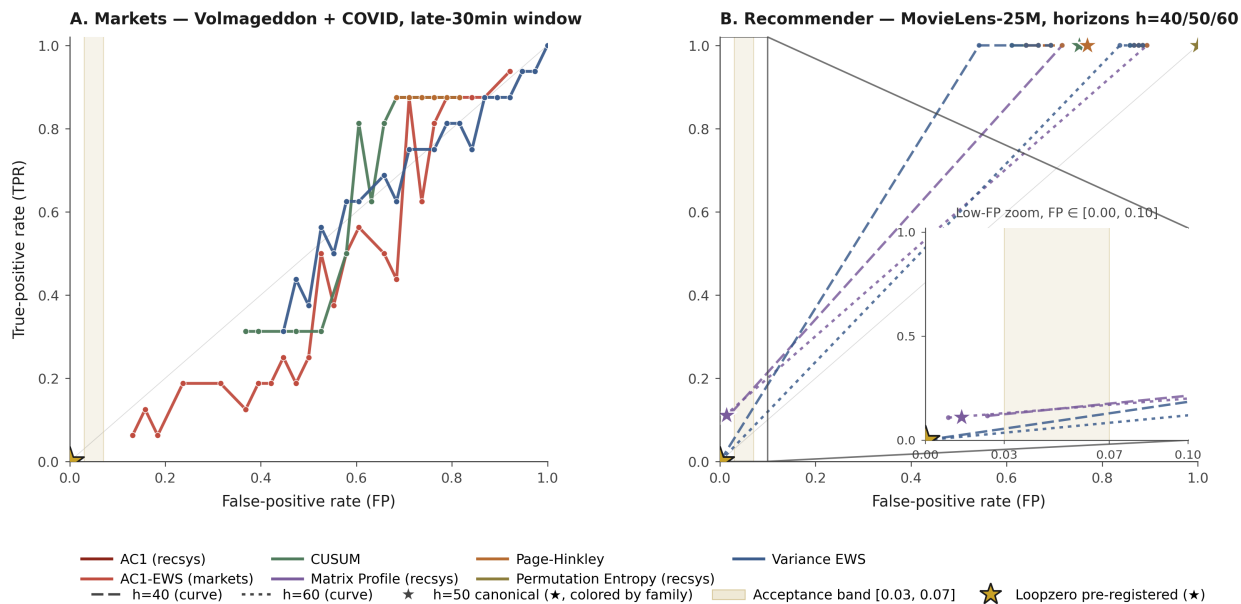 A. Markets — Volmageddon + COVID, late-30min window
B. Recommender — MovieLens-25M, horizons h=40/50/60
True-positive rate (TPR)
1.0
0.8
0.6
0.4
0.2
0.0
0.0 0.2 0.4 0.6 0.8 1.0
False-positive rate (FP)
1.0
0.8
0.6
0.4
0.2
0.0
Low-FP zoom, FP ∈ [0.00, 0.10]
1.0
0.5
0.0
0.00 0.03 0.07 0.10
0.0 0.2 0.4 0.6 0.8 1.0
False-positive rate (FP)
AC1 (recsys) CUSUM Page-Hinkley Variance EWS
AC1-EWS (markets) Matrix Profile (recsys) Permutation Entropy (recsys)
h=40 (curve) h=60 (curve) h=50 canonical (★, colored by family) Acceptance band [0.03, 0.07] Loopzero pre-registered (★)